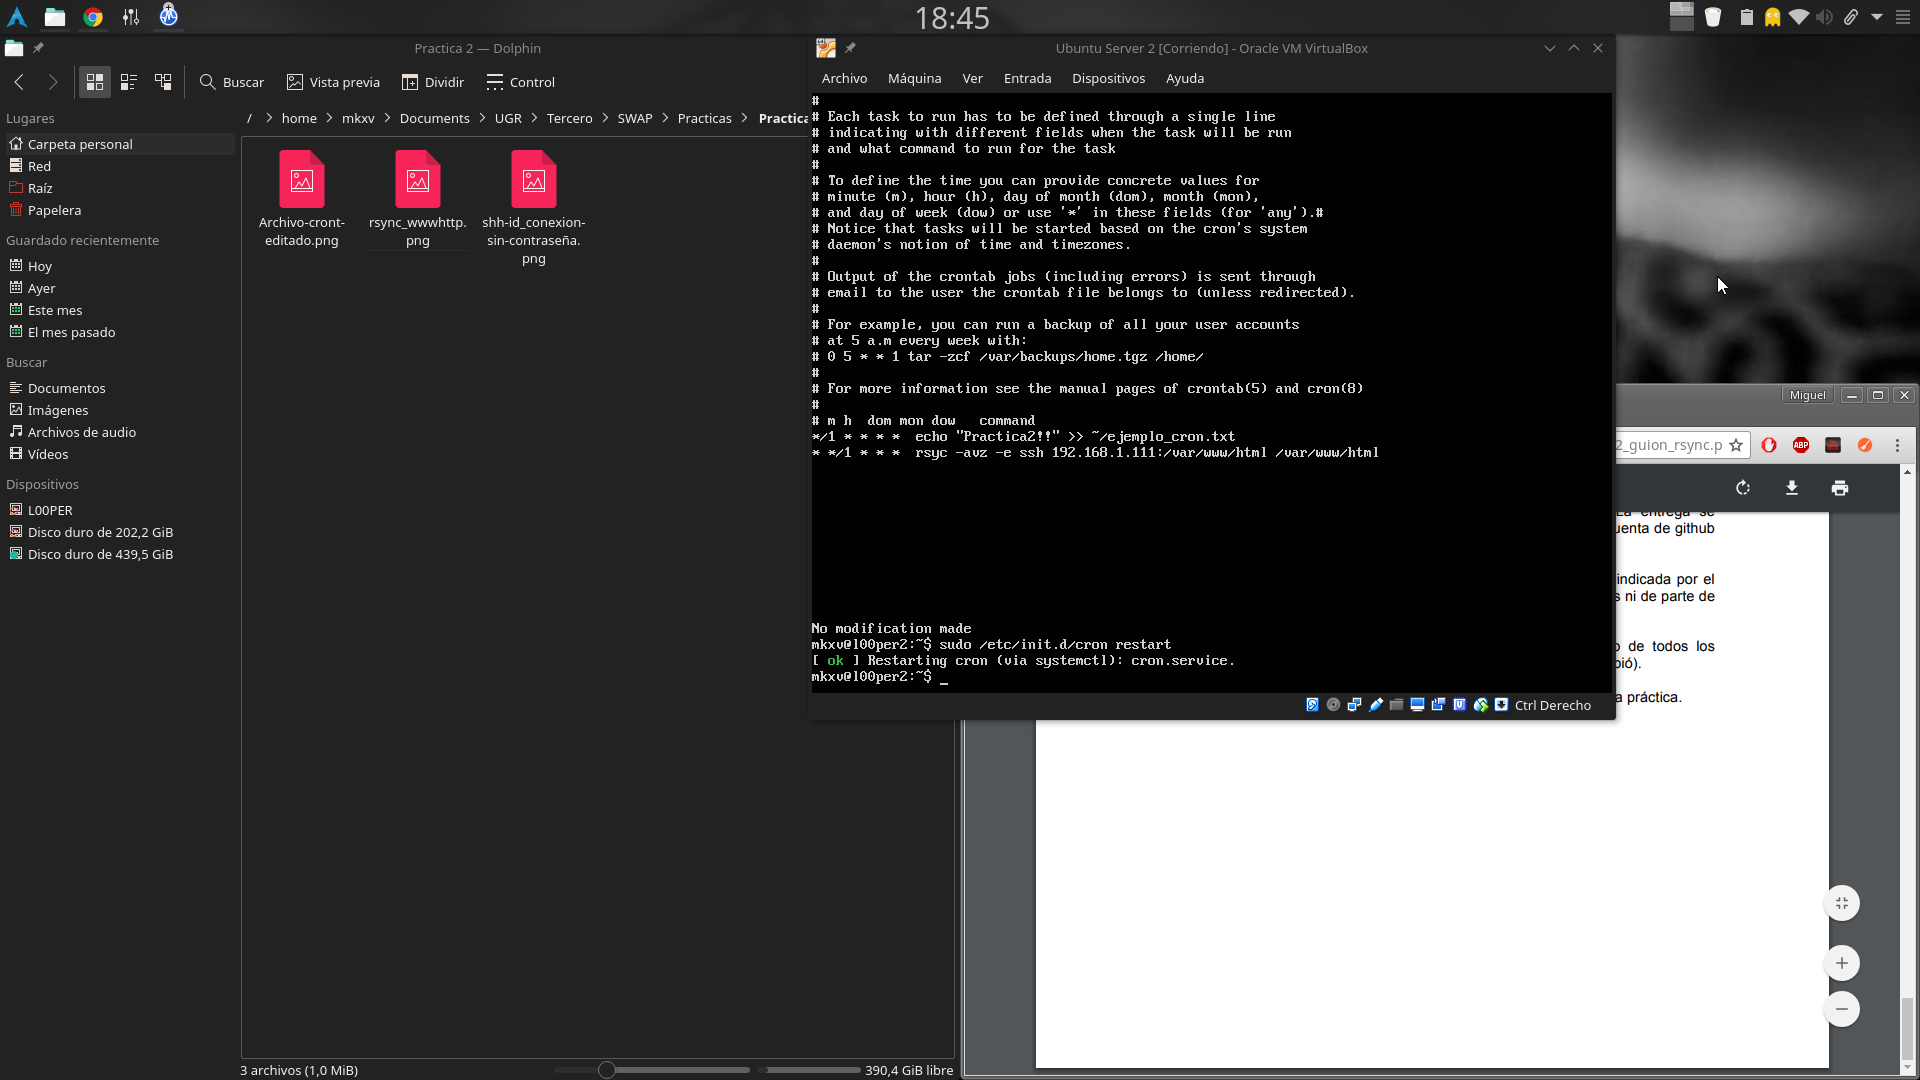 18:45
Practica 2 — Dolphin
Buscar
Vista previa
Dividir
Control
Lugares
Carpeta personal
Red
Raíz
Papelera
Guardado recientemente
Hoy
Ayer
Este mes
El mes pasado
Buscar
Documentos
Imágenes
Archivos de audio
Vídeos
Dispositivos
L00PER
Disco duro de 202,2 GiB
Disco duro de 439,5 GiB
/ > home > mkxv > Documents > UGR > Tercero > SWAP > Practicas > Practica
Archivo-cront-
editado.png
rsync_wwwhttp.
png
shh-id_conexion-
sin-contraseña.
png
3 archivos (1,0 MiB)
390,4 GiB libre
Ubuntu Server 2 [Corriendo] - Oracle VM VirtualBox
Archivo Máquina Ver Entrada Dispositivos Ayuda
#
# Each task to run has to be defined through a single line
# indicating with different fields when the task will be run
# and what command to run for the task
#
# To define the time you can provide concrete values for
# minute (m), hour (h), day of month (dom), month (mon),
# and day of week (dow) or use '*' in these fields (for 'any').#
# Notice that tasks will be started based on the cron's system
# daemon's notion of time and timezones.
#
# Output of the crontab jobs (including errors) is sent through
# email to the user the crontab file belongs to (unless redirected).
#
# For example, you can run a backup of all your user accounts
# at 5 a.m every week with:
# 0 5 * * 1 tar -zcf /var/backups/home.tgz /home/
#
# For more information see the manual pages of crontab(5) and cron(8)
#
# m h  dom mon dow   command
*/1 * * * *  echo "Practica2!!" >> ~/ejemplo_cron.txt
* */1 * * *  rsyc -avz -e ssh 192.168.1.111:/var/www/html /var/www/html
No modification made
mkxv@l00per2:~$ sudo /etc/init.d/cron restart
[ ok ] Restarting cron (via systemctl): cron.service.
mkxv@l00per2:~$ _
Ctrl Derecho
Miguel
2_guion_rsync.p
ABP
La entrega se
uenta de github
indicada por el
s ni de parte de
o de todos los
bió).
a práctica.